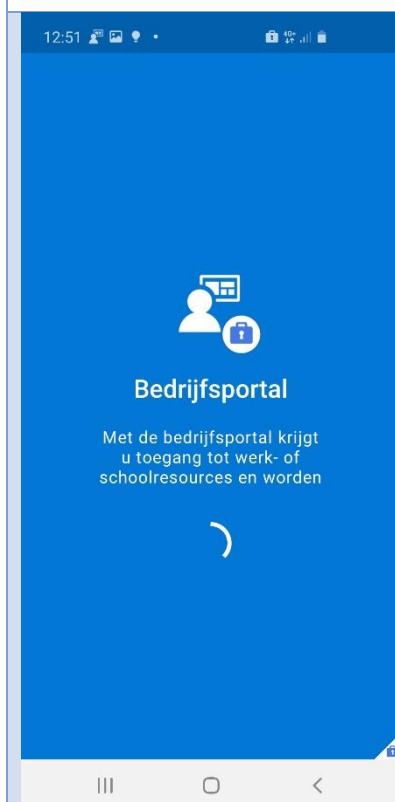 12:51
Bedrijfsportal
Met de bedrijfsportal krijgt
u toegang tot werk- of
schoolresources en worden